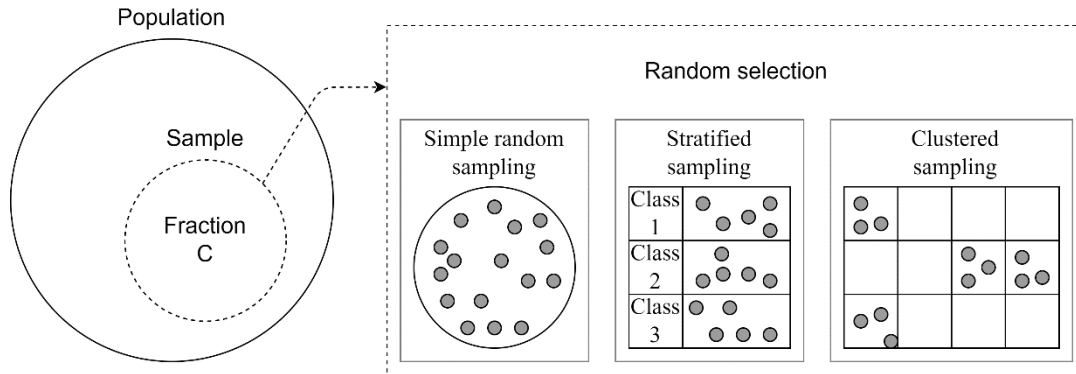 Population
Sample
Fraction
C
Random selection
Simple random
sampling
Stratified
sampling
Class
1
Class
2
Class
3
Clustered
sampling